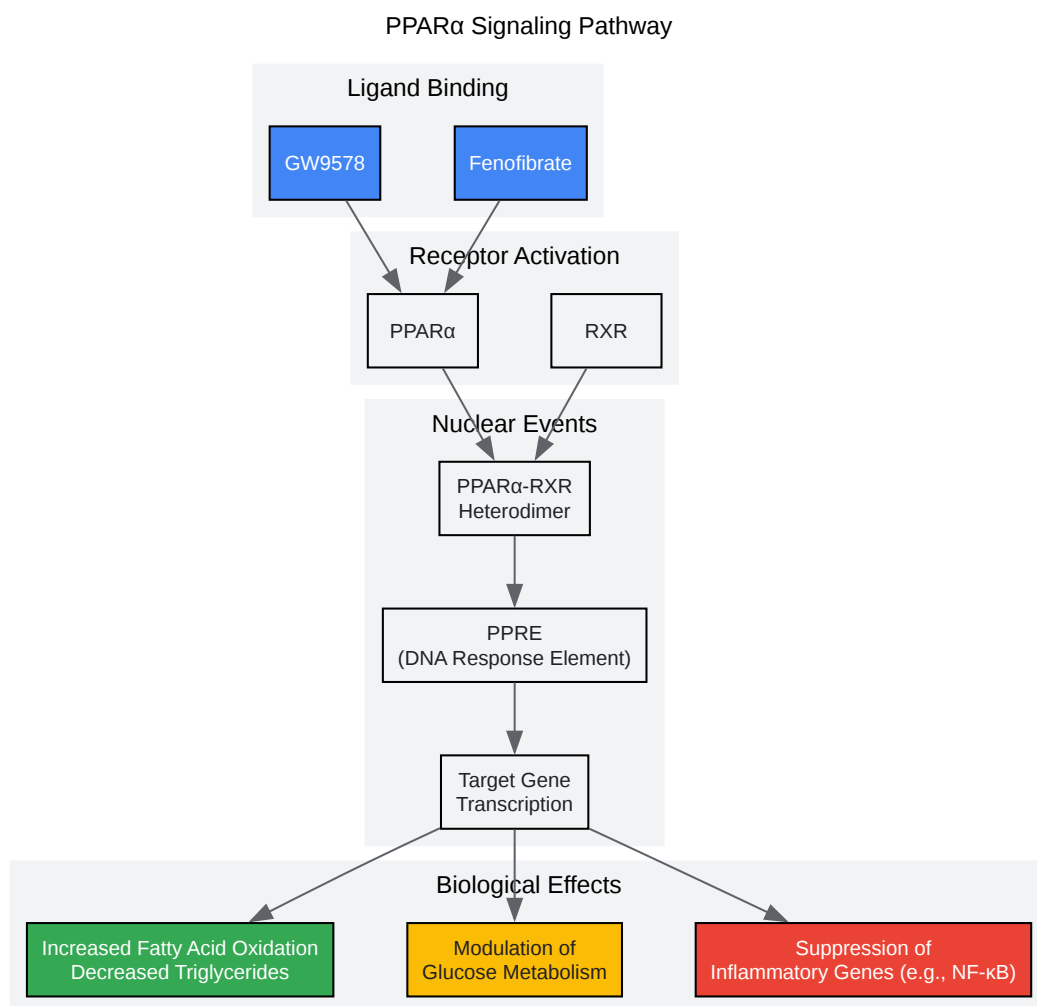 PPARα Signaling Pathway
Ligand Binding
GW9578
Fenofibrate
Receptor Activation
PPARα
RXR
Nuclear Events
PPARα-RXR
Heterodimer
PPRE
(DNA Response Element)
Target Gene
Transcription
Biological Effects
Increased Fatty Acid Oxidation
Decreased Triglycerides
Modulation of
Glucose Metabolism
Suppression of
Inflammatory Genes (e.g., NF-κB)